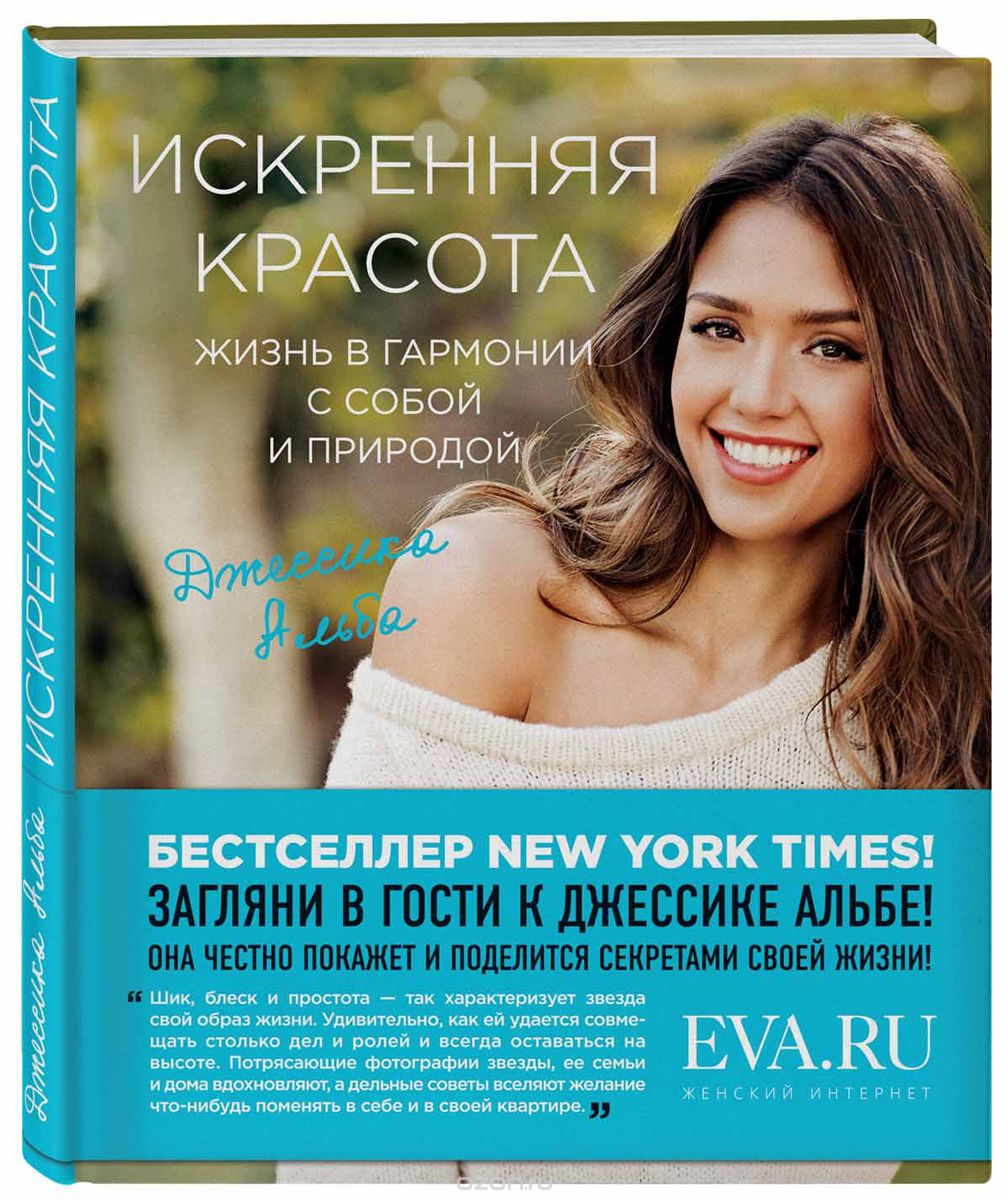 ИСКРЕННЯЯ
КРАСОТА
ЖИЗНЬ В ГАРМОНИИ
С СОБОЙ
И ПРИРОДОЙ
Джессика
Альба
Джессика Альба ИСКРЕННЯЯ КРАСОТА
БЕСТСЕЛЛЕР NEW YORK TIMES!
ЗАГЛЯНИ В ГОСТИ К ДЖЕССИКЕ АЛЬБЕ!
ОНА ЧЕСТНО ПОКАЖЕТ И ПОДЕЛИТСЯ СЕКРЕТАМИ СВОЕЙ ЖИЗНИ!
“ Шик, блеск и простота — так характеризует звезда
свой образ жизни. Удивительно, как ей удается совме-
щать столько дел и ролей и всегда оставаться на
высоте. Потрясающие фотографии звезды, ее семьи
и дома вдохновляют, а дельные советы вселяют желание
что-нибудь поменять в себе и в своей квартире. ”
EVA.RU
ЖЕНСКИЙ ИНТЕРНЕТ
ozon.ru